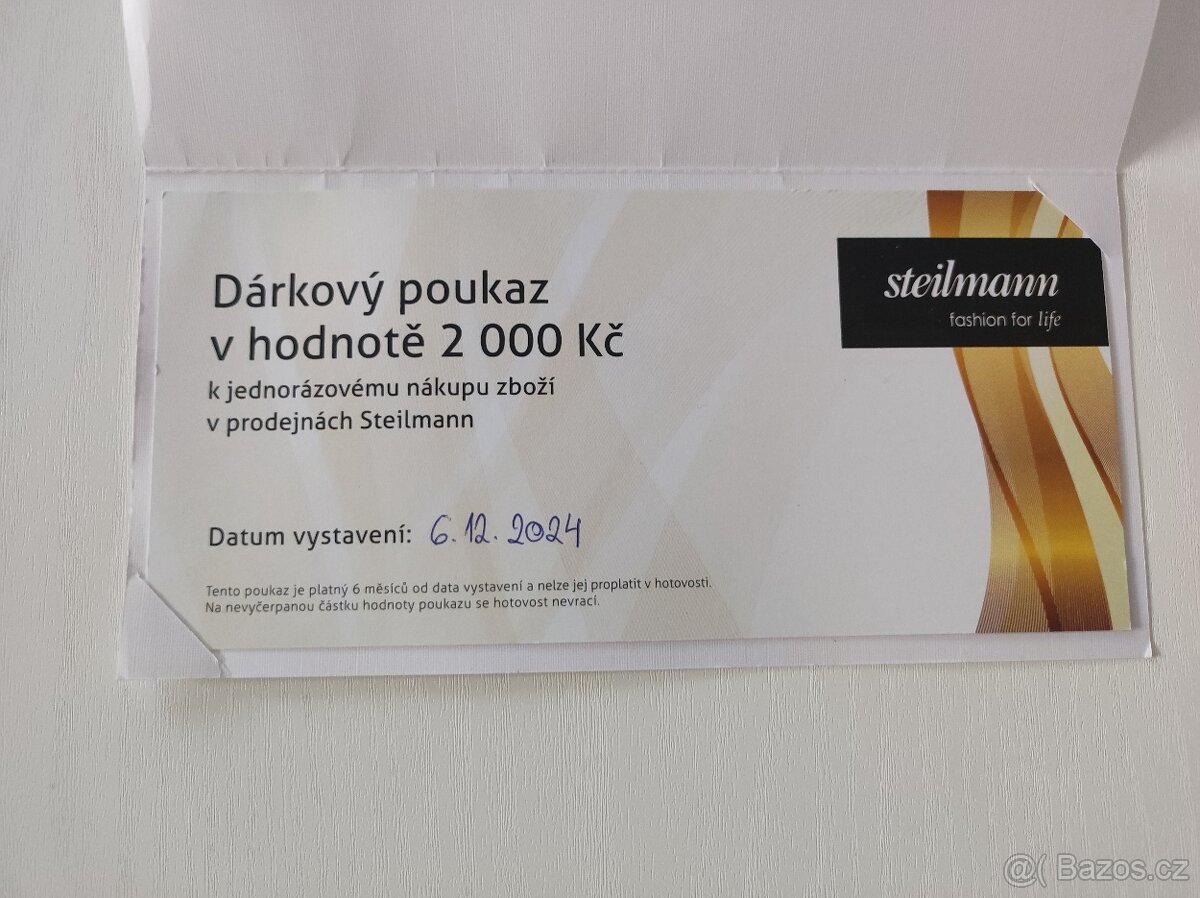 steilmann
fashion for life
Dárkový poukaz
v hodnotě 2 000 Kč
k jednorázovému nákupu zboží
v prodejnách Steilmann
Datum vystavení: 6.12.2024
Tento poukaz je platný 6 měsíců od data vystavení a nelze jej proplatit v hotovosti.
Na nevyčerpanou částku hodnoty poukazu se hotovost nevrací.
@( Bazos.cz